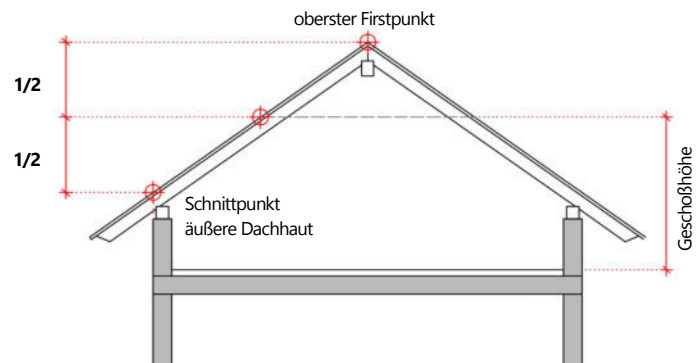 oberster Firstpunkt
1/2
1/2
Schnittpunkt
äußere Dachhaut
Geschoßhöhe